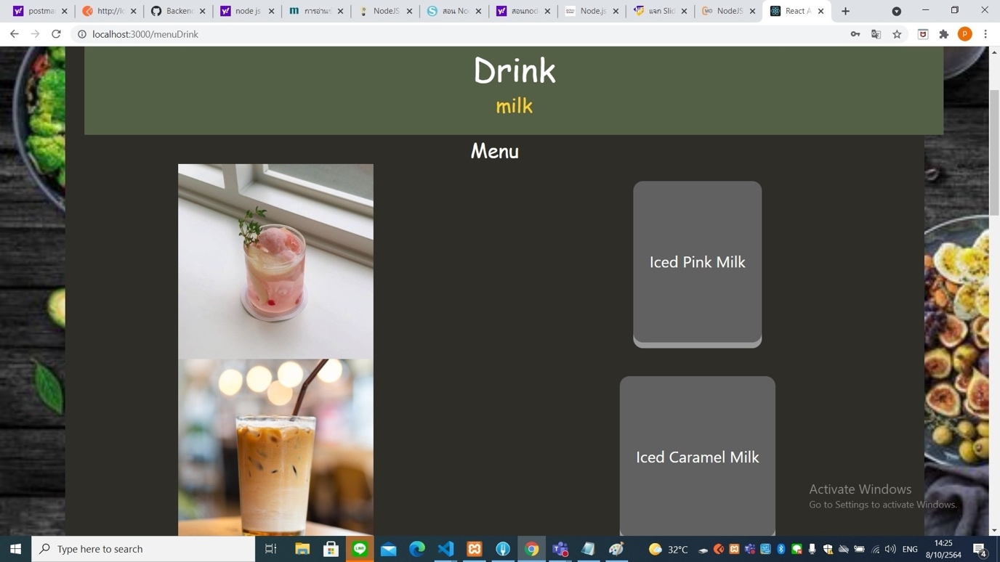 postma
http://lo
Backend
node js
การอ่าน
NodeJS
สอน No
สอนnod
Node.js
แจก Slid
NodeJS
React A
localhost:3000/menuDrink
P
Drink
milk
Menu
Iced Pink Milk
Iced Caramel Milk
Activate Windows
Go to Settings to activate Windows.
Type here to search
LINE
32°C
ENG
14:25
8/10/2564
4